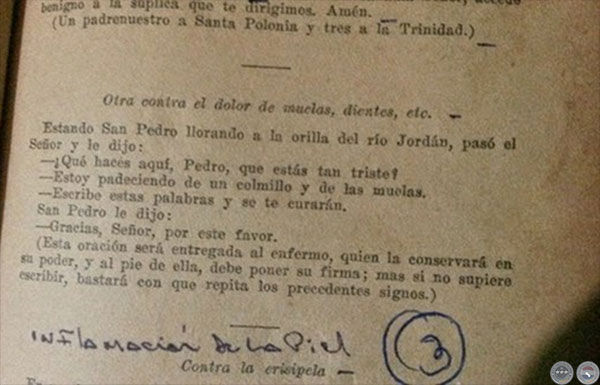 benigno a la súplica que te dirigimos. Amén.
(Un padrenuestro a Santa Polonia y tres a la Trinidad.)
Otra contra el dolor de muelas, dientes, etc.
Estando San Pedro llorando a la orilla del río Jordán, pasó el
Señor y le dijo:
—¿Qué haces aquí, Pedro, que estás tan triste?
—Estoy padeciendo de un colmillo y de las muelas.
—Escribe estas palabras y se te curarán.
San Pedro le dijo:
—Gracias, Señor, por este favor.
(Esta oración será entregada al enfermo, quien la conservará en
su poder, y al pie de ella, debe poner su firma; mas si no supiere
escribir, bastará con que repita los precedentes signos.)
INFlamación de La Piel
3
Contra la erisipela